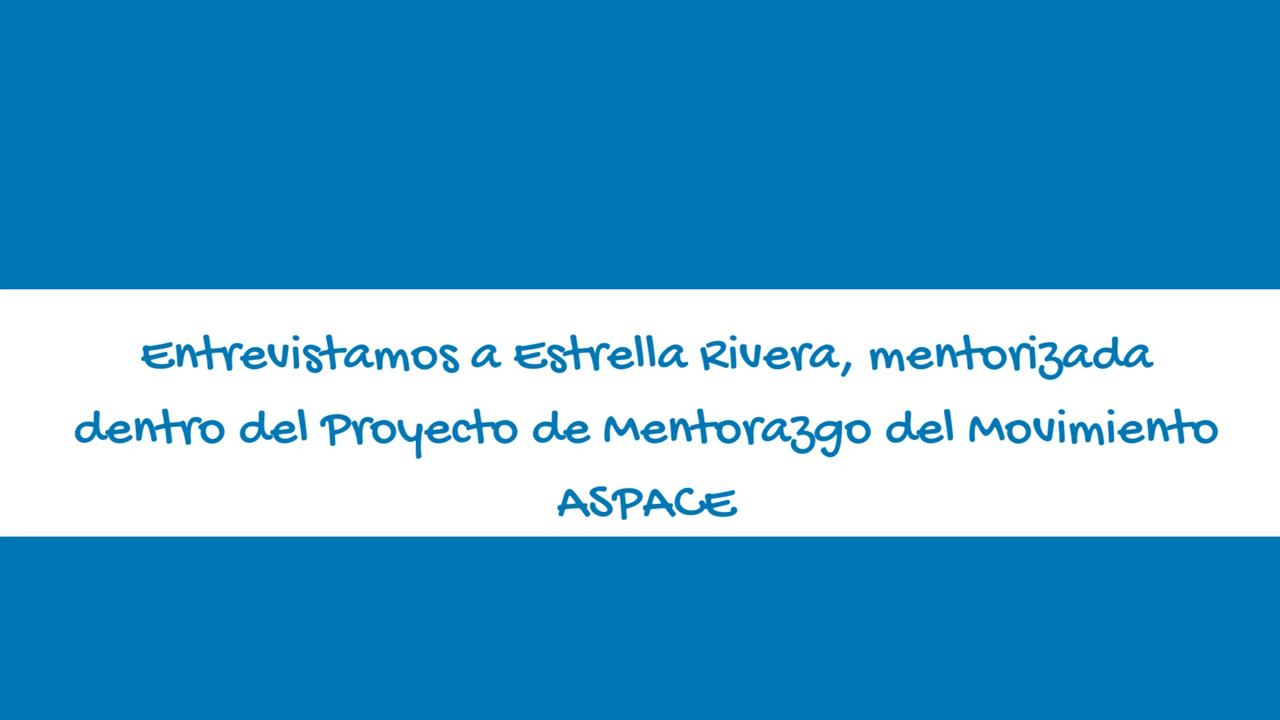 Entrevistamos a Estrella Rivera, mentorizada
dentro del Proyecto de Mentorazgo del Movimiento
ASPACE